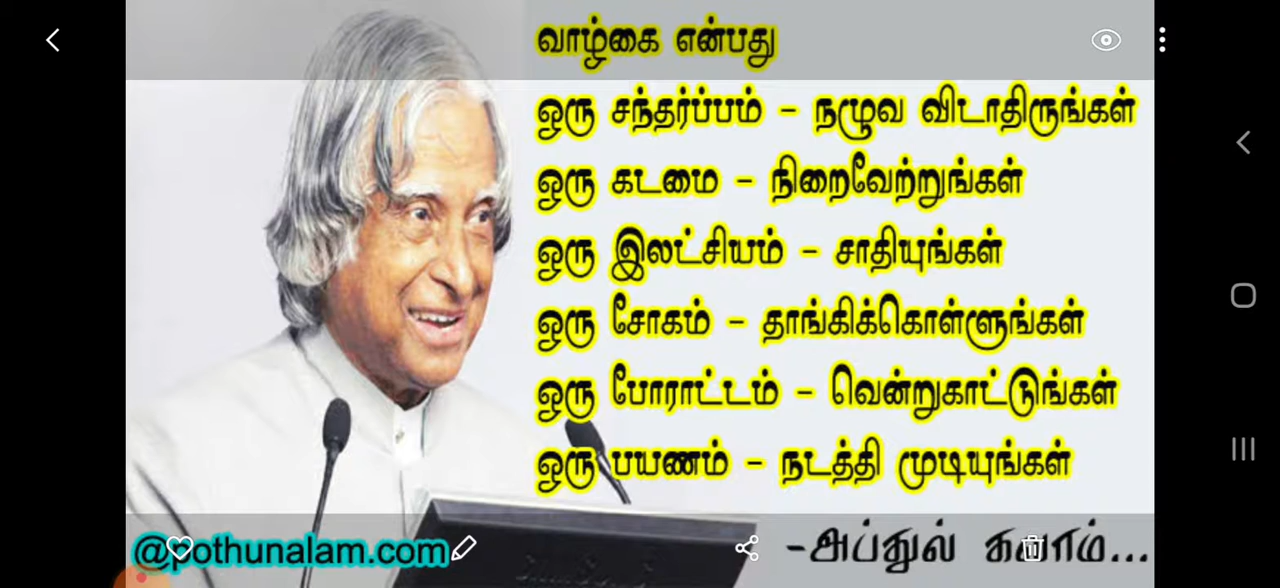 வாழ்கை என்பது
ஒரு சந்தர்ப்பம் - நழுவ விடாதிருங்கள்
ஒரு கடமை - நிறைவேற்றுங்கள்
ஒரு இலட்சியம் - சாதியுங்கள்
ஒரு சோகம் - தாங்கிக்கொள்ளுங்கள்
ஒரு போராட்டம் - வென்றுகாட்டுங்கள்
ஒரு பயணம் - நடத்தி முடியுங்கள்
@pothunalam.com
-அப்துல் கலாம்...